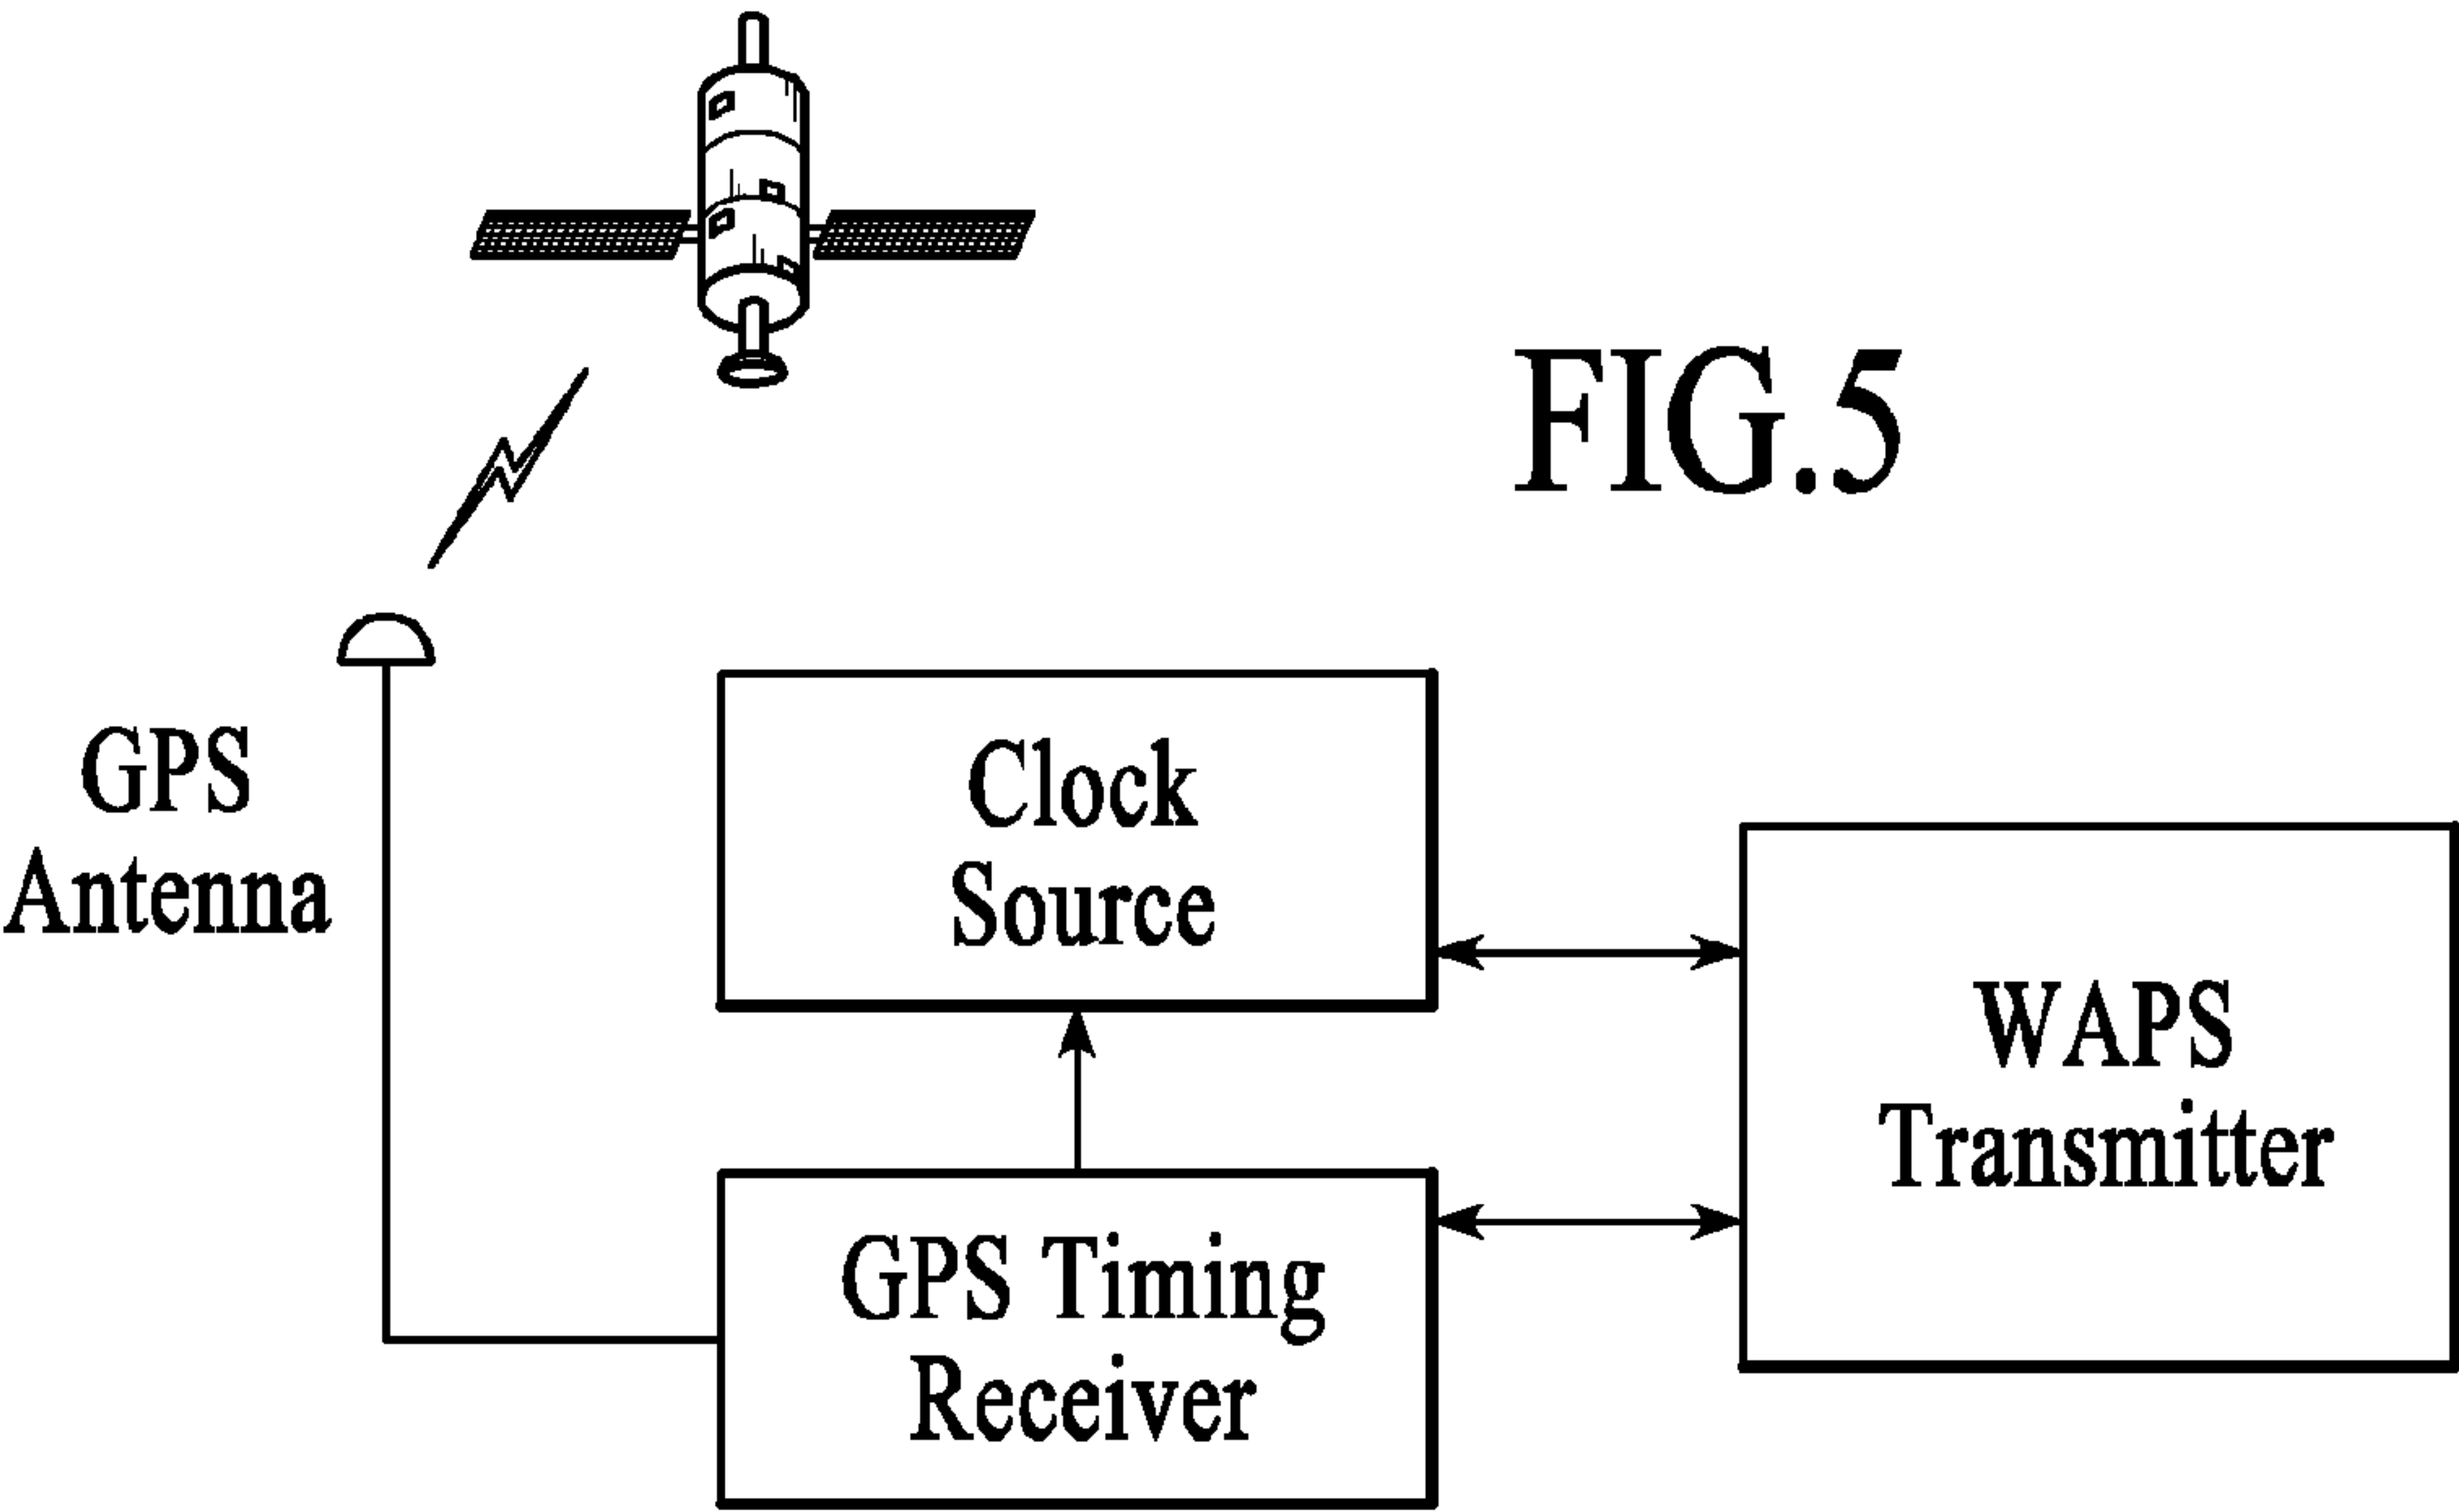 FIG.5
GPS
Antenna
Clock
Source
WAPS
Transmitter
GPS Timing
Receiver